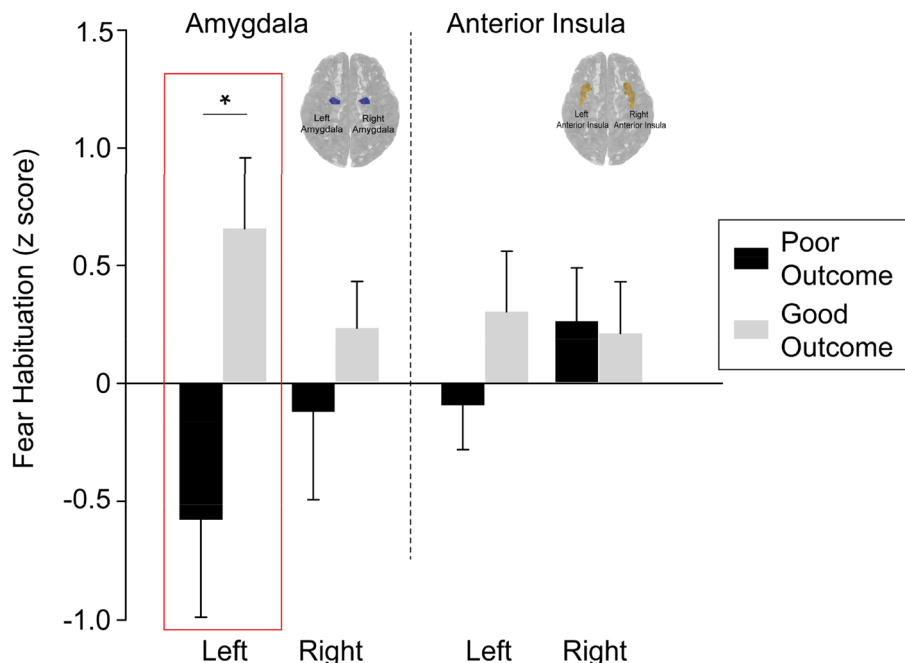 Amygdala
Anterior Insula
1.5
1.0
0.5
0
-0.5
-1.0
Fear Habituation (z score)
*
Left
Amygdala
Right
Amygdala
Left
Anterior Insula
Right
Anterior Insula
Poor
Outcome
Good
Outcome
Left
Right
Left
Right